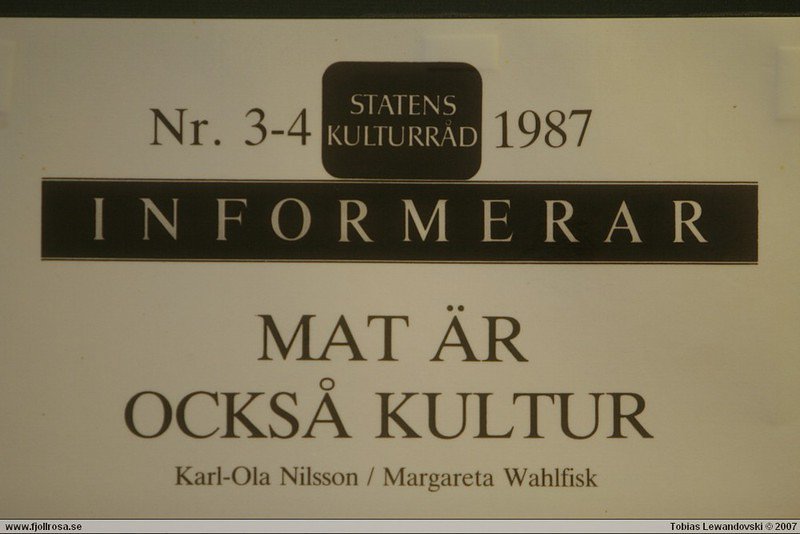 Nr. 3-4 STATENS KULTURRÅD 1987
INFORMERAR
MAT ÄR
OCKSÅ KULTUR
Karl-Ola Nilsson / Margareta Wahlfisk
www.fjollrosa.se
Tobias Lewandovski © 2007